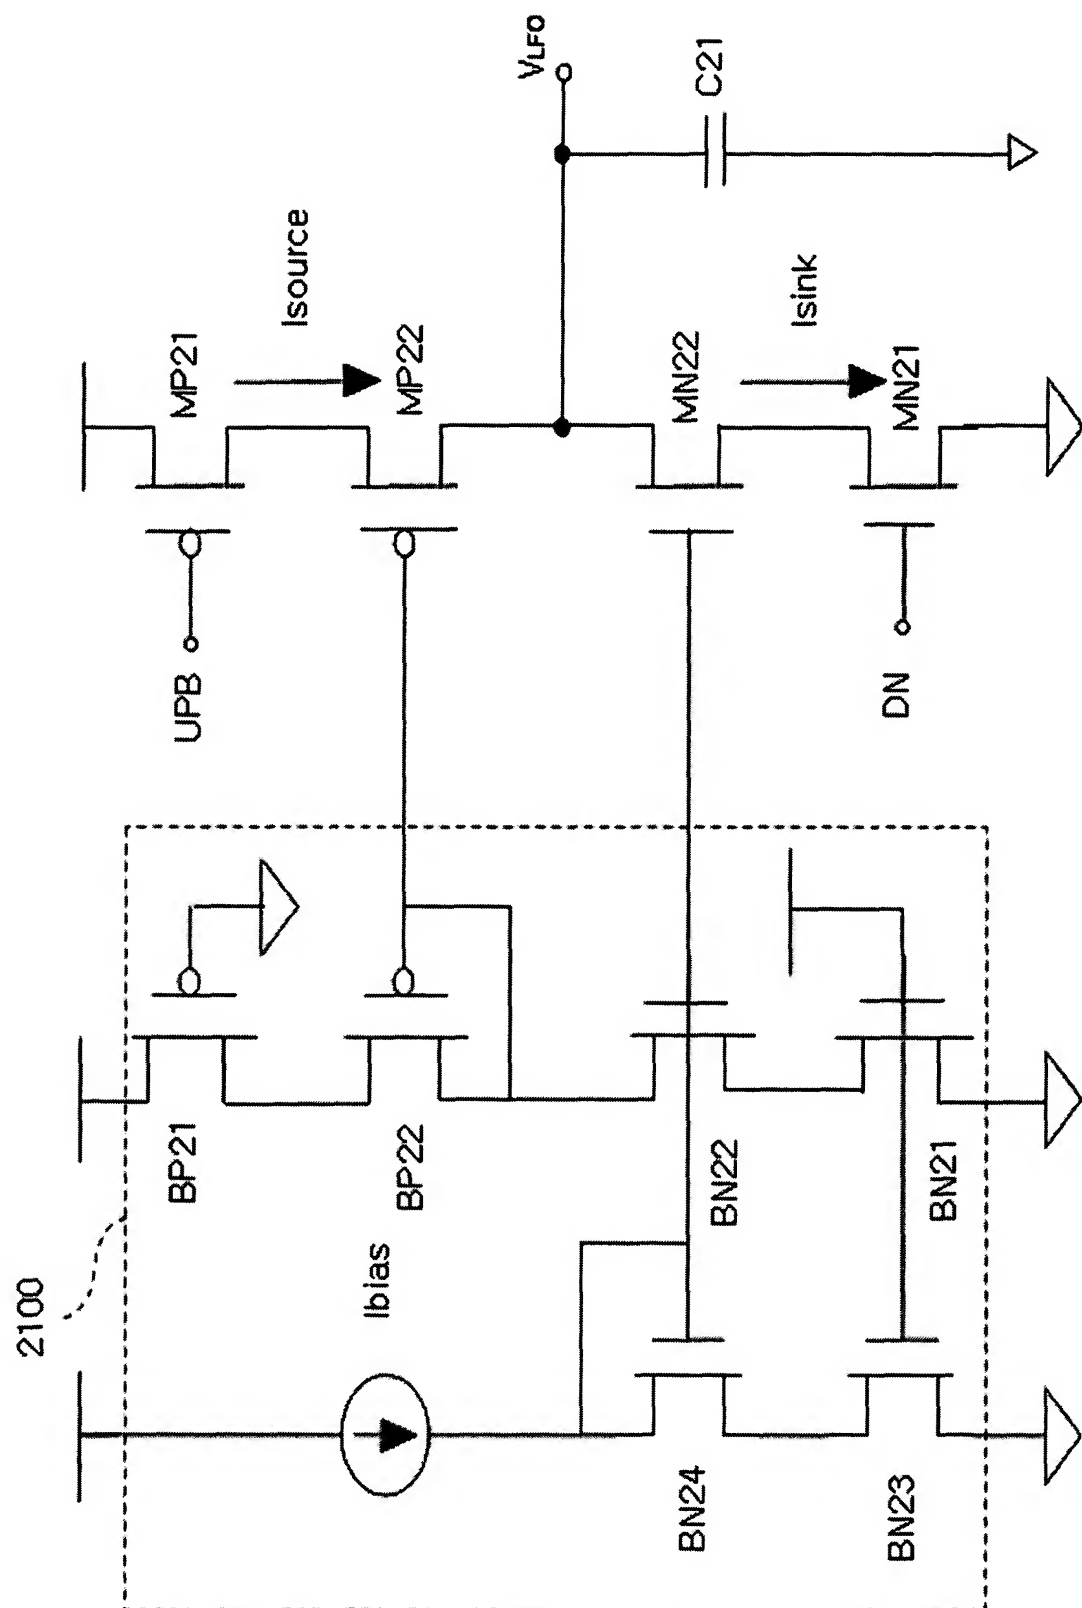 2100
Ibias
BN24
BN23
BP21
BP22
BN22
BN21
UPB
DN
MP21
MP22
MN22
MN21
Isource
Isink
VLFO
C21